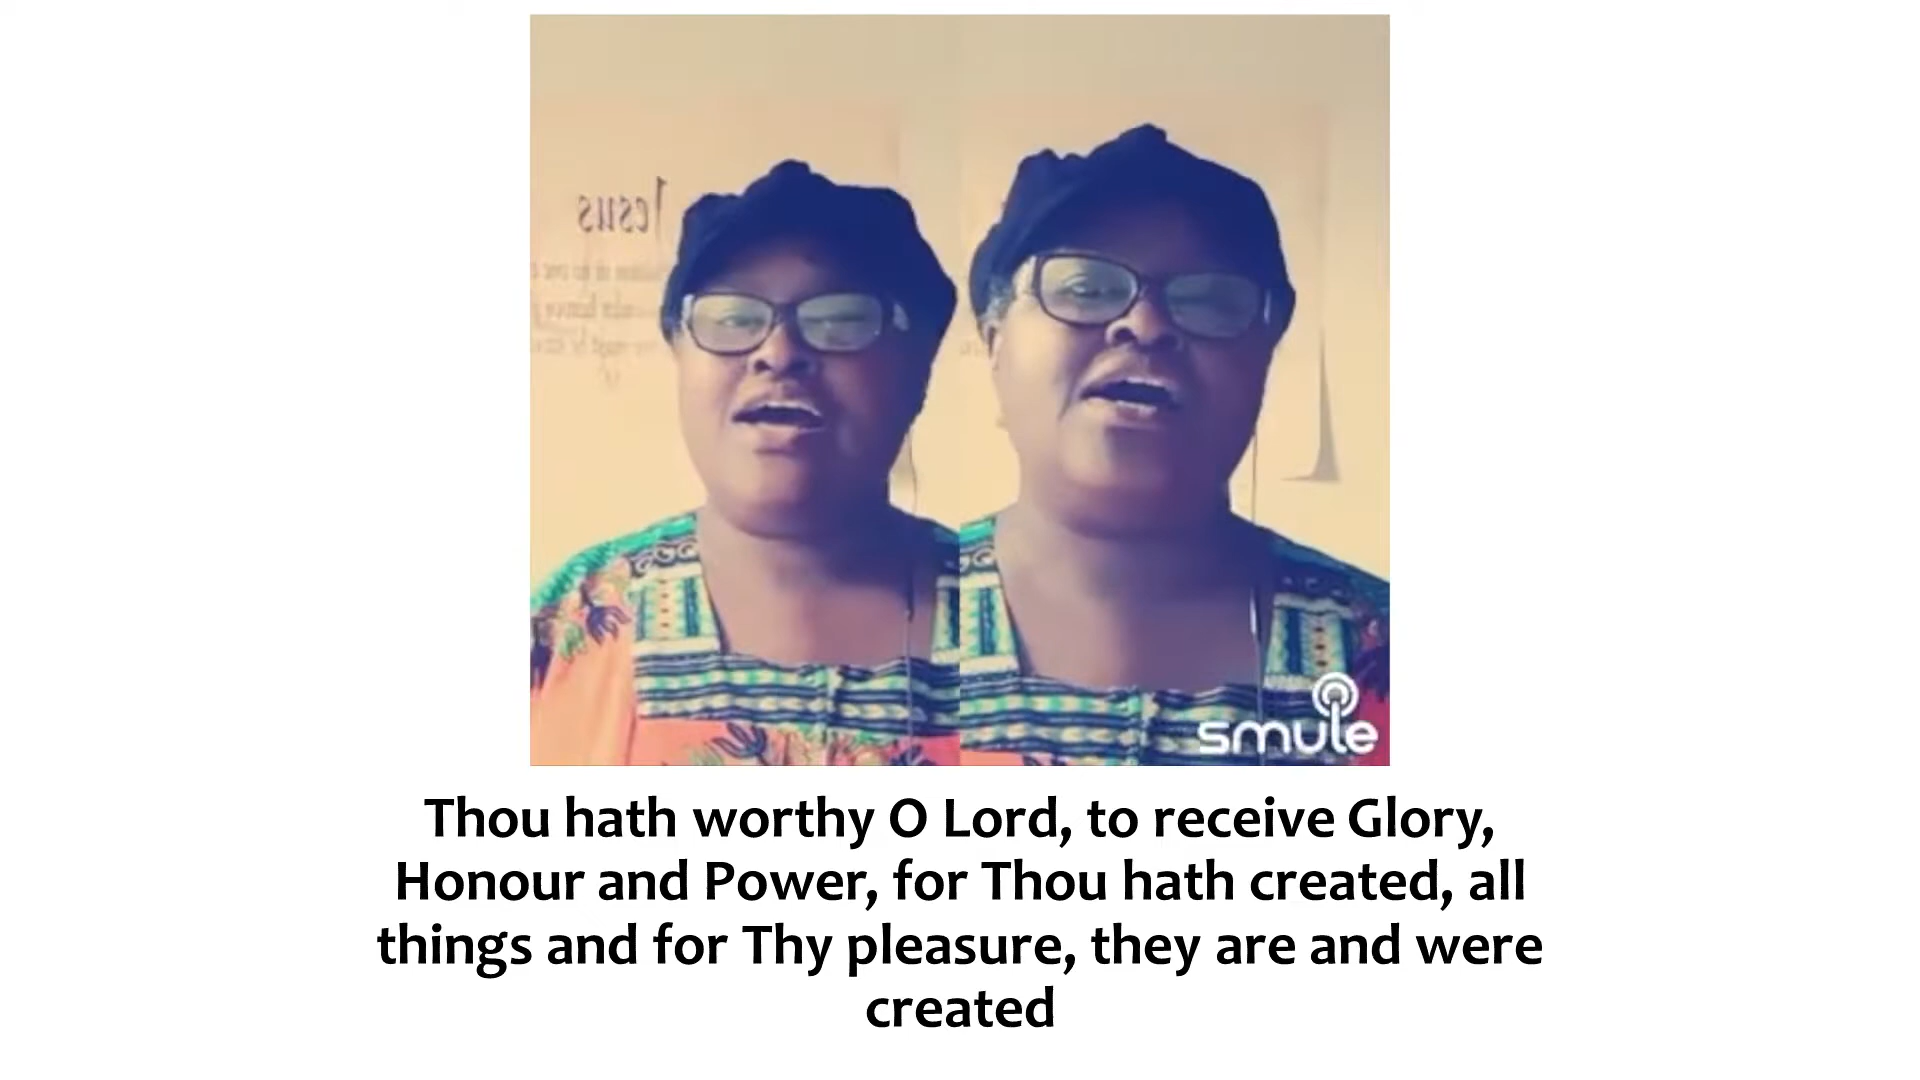 Jesus
smule
Thou hath worthy O Lord, to receive Glory,
Honour and Power, for Thou hath created, all
things and for Thy pleasure, they are and were
created